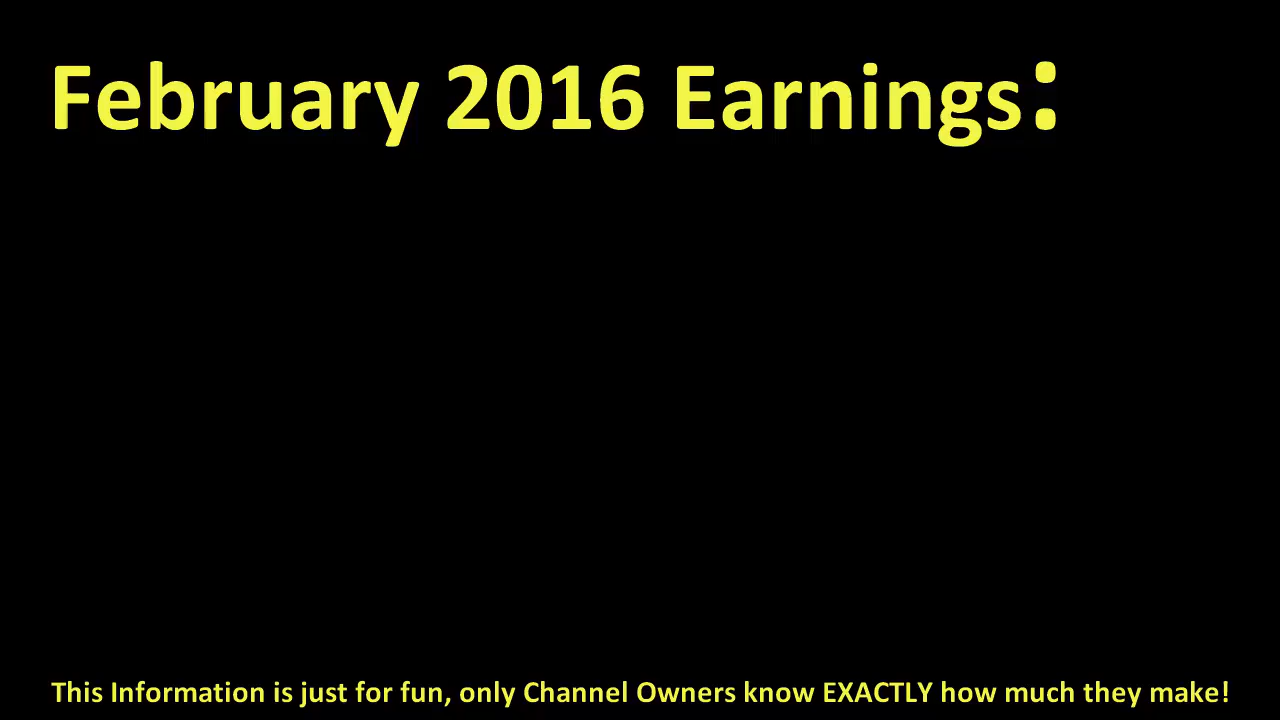 February 2016 Earnings:
This Information is just for fun, only Channel Owners know EXACTLY how much they make!